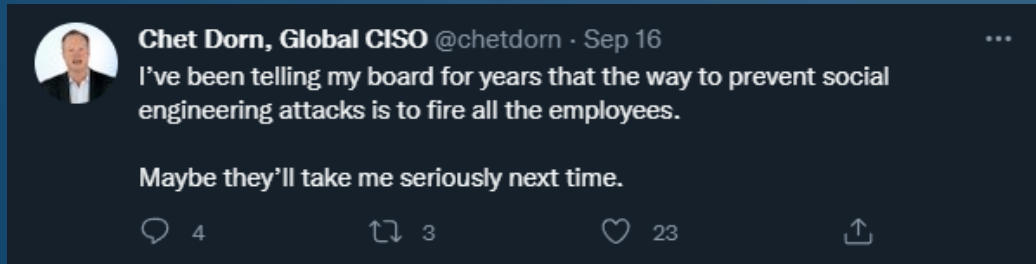 Chet Dorn, Global CISO @chetdorn · Sep 16
I’ve been telling my board for years that the way to prevent social
engineering attacks is to fire all the employees.
Maybe they’ll take me seriously next time.
4 3 23